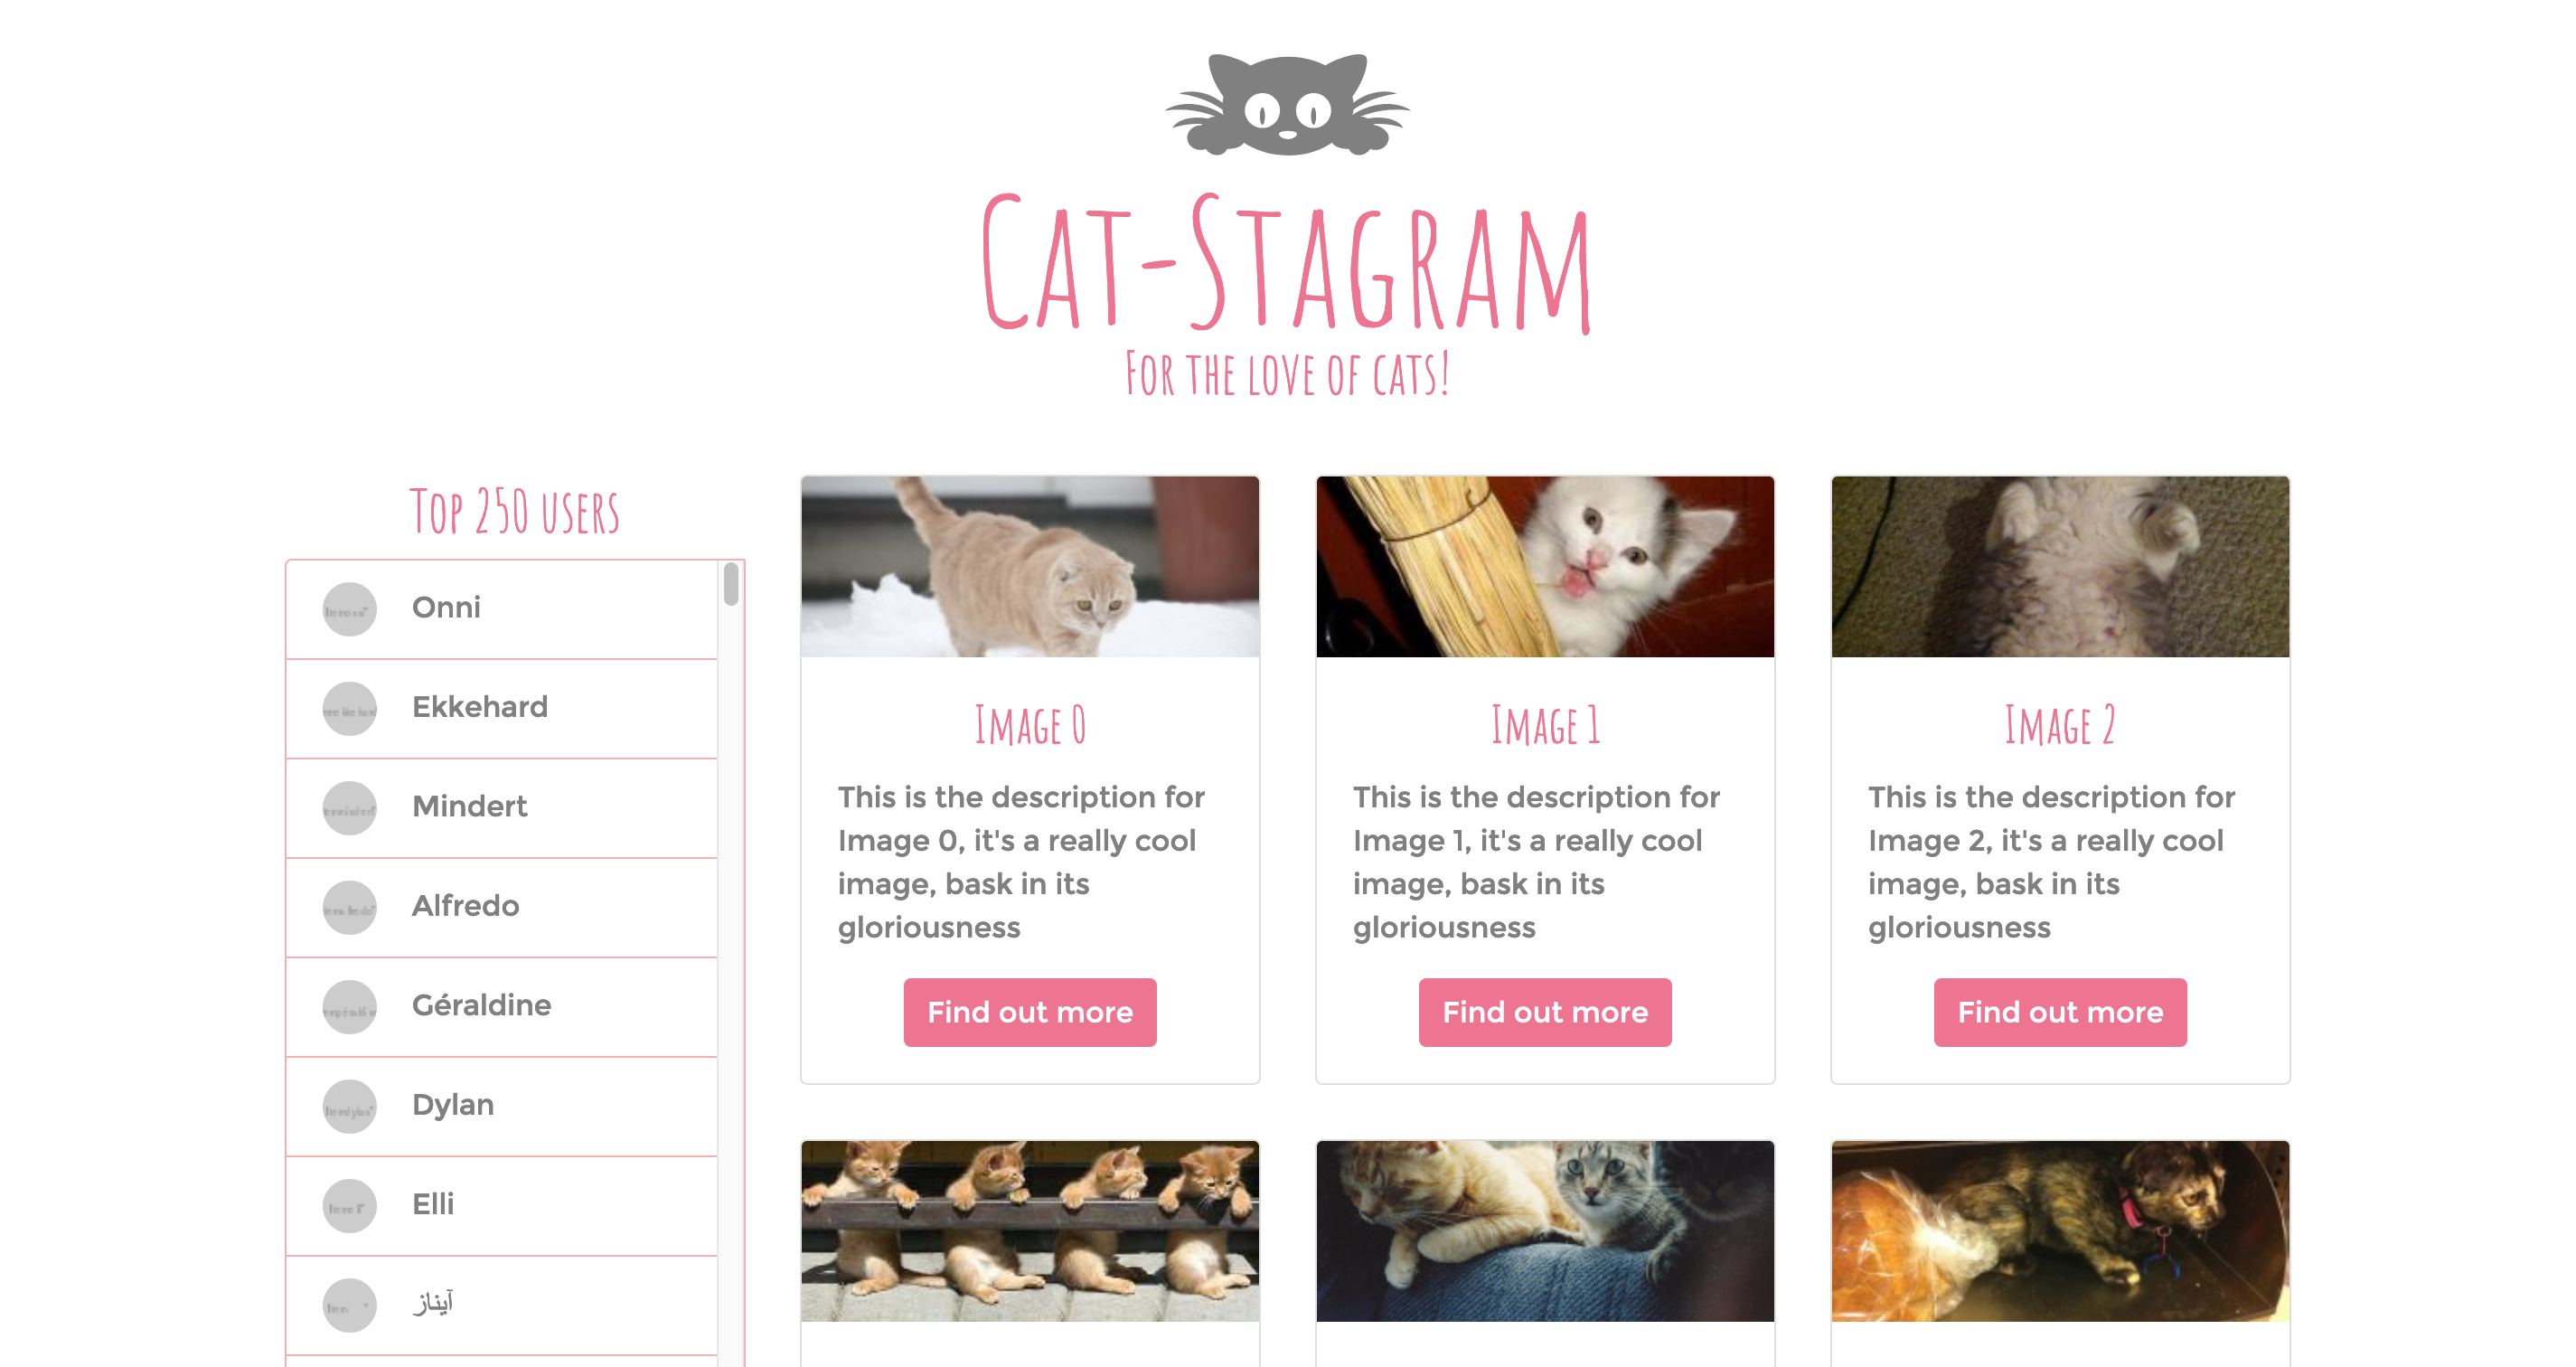 Cat-Stagram
For the love of cats!
Top 250 users
Onni
Ekkehard
Mindert
Alfredo
Géraldine
Dylan
Elli
آیناز
Image 0
This is the description for
Image 0, it's a really cool
image, bask in its
gloriousness
Find out more
Image 1
This is the description for
Image 1, it's a really cool
image, bask in its
gloriousness
Find out more
Image 2
This is the description for
Image 2, it's a really cool
image, bask in its
gloriousness
Find out more